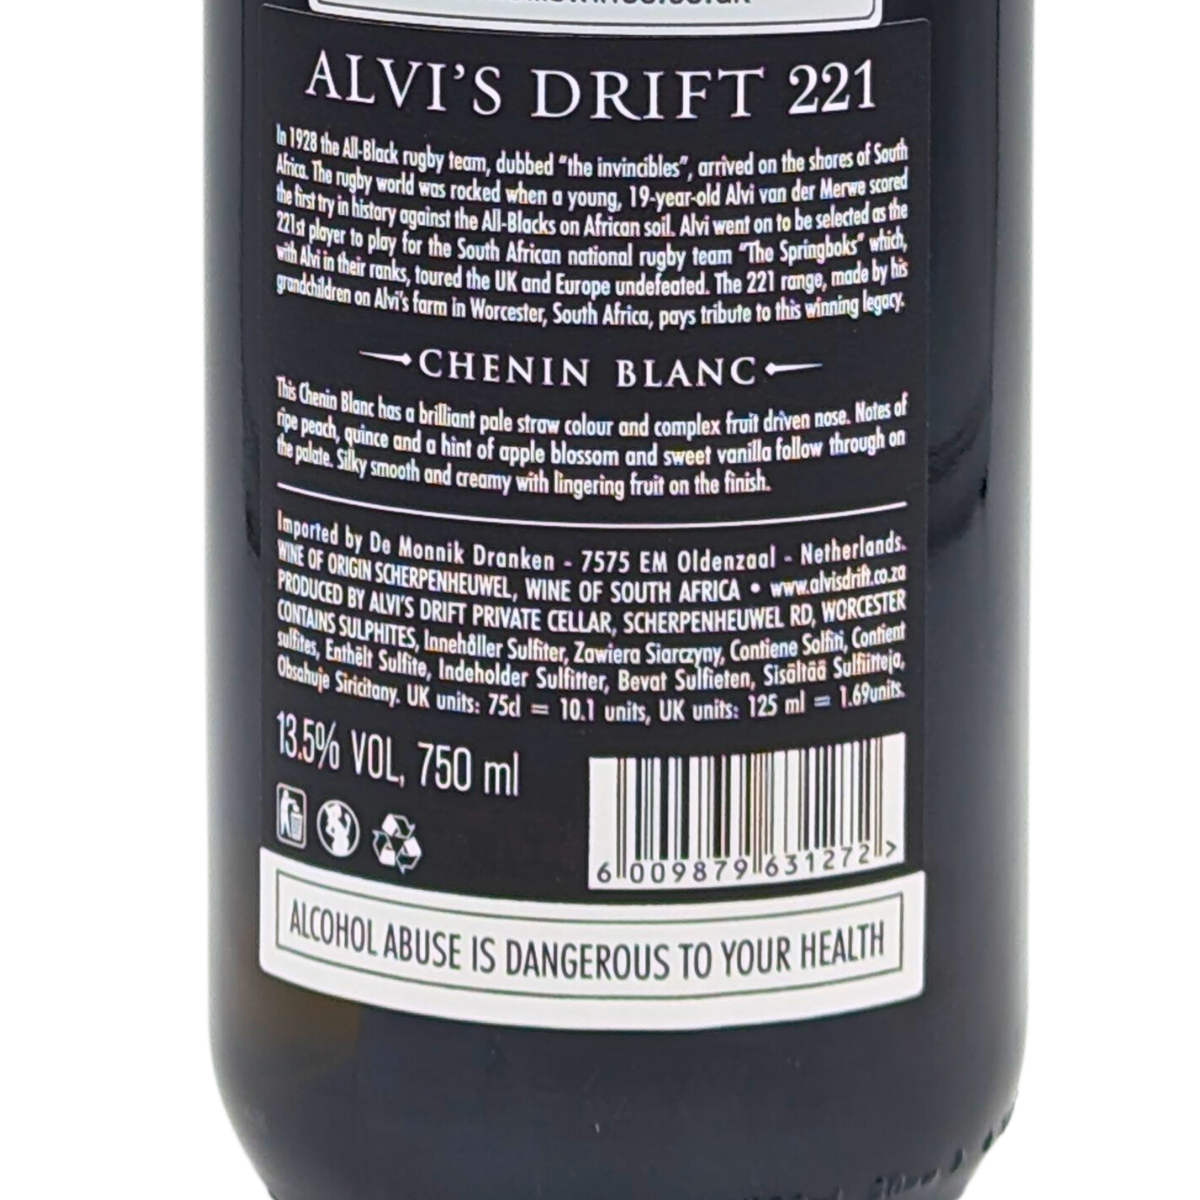 ALVI'S DRIFT 221
In 1928 the All-Black rugby team, dubbed "the invincibles", arrived on the shores of South
Africa. The rugby world was rocked when a young, 19-year-old Alvi van der Merwe scored
the first try in history against the All-Blacks on African soil. Alvi went on to be selected as the
221st player to play for the South African national rugby team "The Springboks" which,
with Alvi in their ranks, toured the UK and Europe undefeated. The 221 range, made by his
grandchildren on Alvi's farm in Worcester, South Africa, pays tribute to this winning legacy.
CHENIN BLANC
This Chenin Blanc has a brilliant pale straw colour and complex fruit driven nose. Notes of
ripe peach, quince and a hint of apple blossom and sweet vanilla follow through on
the palate. Silky smooth and creamy with lingering fruit on the finish.
Imported by De Monnik Dranken - 7575 EM Oldenzaal - Netherlands.
WINE OF ORIGIN SCHERPENHEUWEL, WINE OF SOUTH AFRICA • www.alvisdrift.co.za
PRODUCED BY ALVI'S DRIFT PRIVATE CELLAR, SCHERPENHEUWEL RD, WORCESTER
CONTAINS SULPHITES, Innehåller Sulfiter, Zawiera Siarczyny, Contiene Solfiti, Contient
sulfites, Enthëlt Sulfite, Indeholder Sulfitter, Bevat Sulfieten, Sisältää Sulfiitteja,
Obsahuje Siricitany. UK units: 75cl = 10.1 units, UK units: 125 ml = 1.69units.
13.5% VOL, 750 ml
6 009879 631272 >
ALCOHOL ABUSE IS DANGEROUS TO YOUR HEALTH